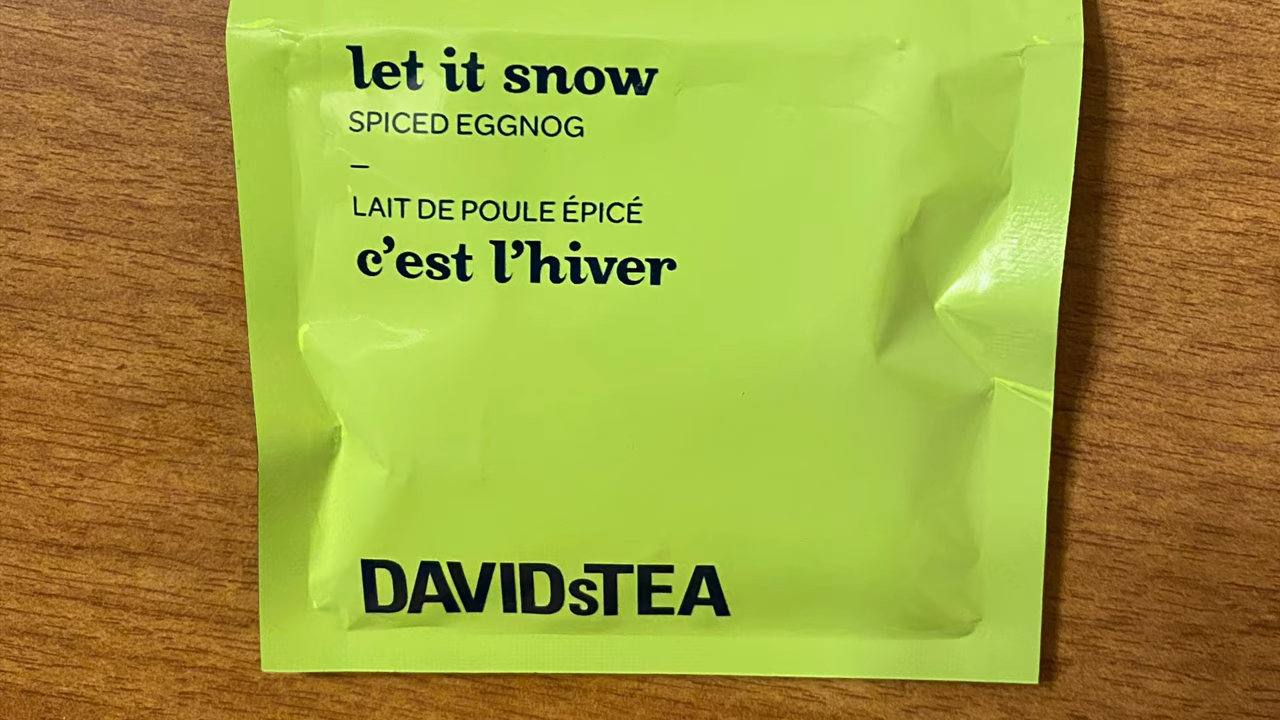 let it snow
SPICED EGGNOG
–
LAIT DE POULE ÉPICÉ
c’est l’hiver
DAVIDsTEA